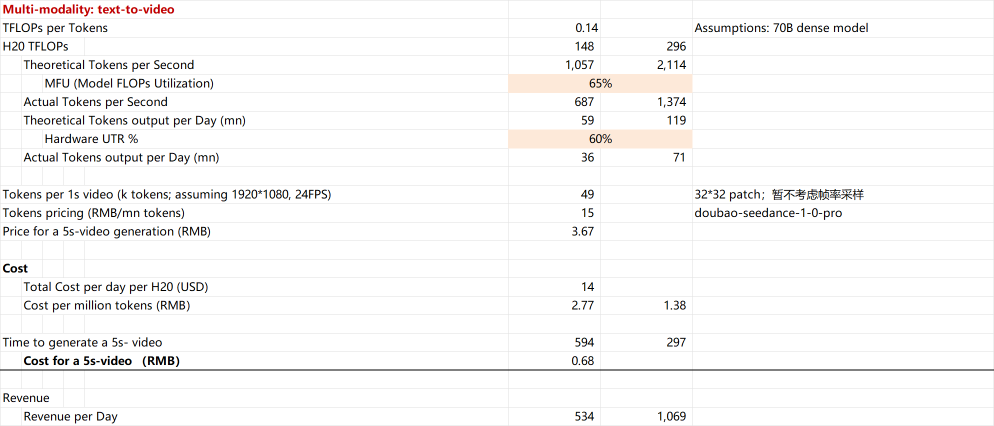 Multi-modality: text-to-video
TFLOPs per Tokens 0.14 Assumptions: 70B dense model
H20 TFLOPs 148 296
Theoretical Tokens per Second 1,057 2,114
MFU (Model FLOPs Utilization) 65%
Actual Tokens per Second 687 1,374
Theoretical Tokens output per Day (mn) 59 119
Hardware UTR % 60%
Actual Tokens output per Day (mn) 36 71
Tokens per 1s video (k tokens; assuming 1920*1080, 24FPS) 49 32*32 patch；暂不考虑帧率采样
Tokens pricing (RMB/mn tokens) 15 doubao-seedance-1-0-pro
Price for a 5s-video generation (RMB) 3.67
Cost
Total Cost per day per H20 (USD) 14
Cost per million tokens (RMB) 2.77 1.38
Time to generate a 5s- video 594 297
Cost for a 5s-video （RMB） 0.68
Revenue
Revenue per Day 534 1,069